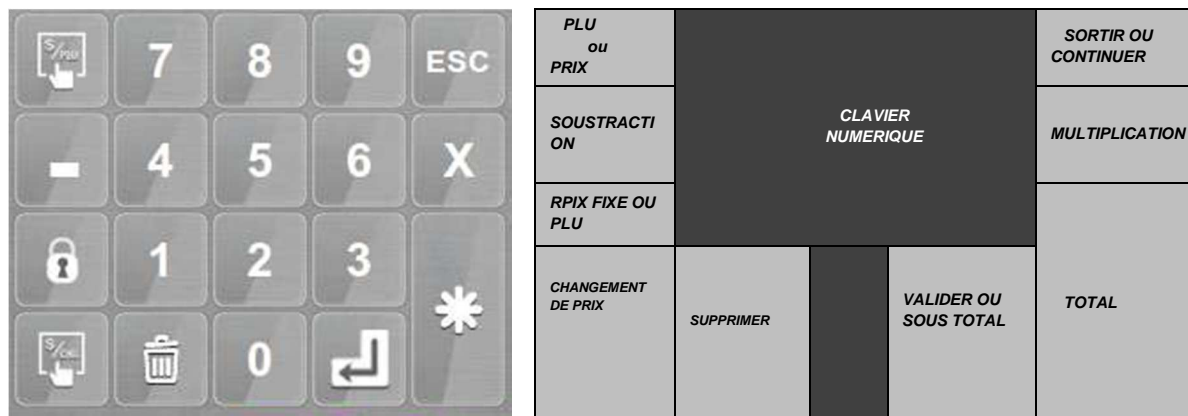 S/PLU
7
8
9
ESC
-
4
5
6
X
1
2
3
S/CHG
0
PLU
ou
PRIX
SOUSTRACTI
ON
RPIX FIXE OU
PLU
CHANGEMENT
DE PRIX
SUPPRIMER
CLAVIER
NUMERIQUE
VALIDER OU
SOUS TOTAL
SORTIR OU
CONTINUER
MULTIPLICATION
TOTAL